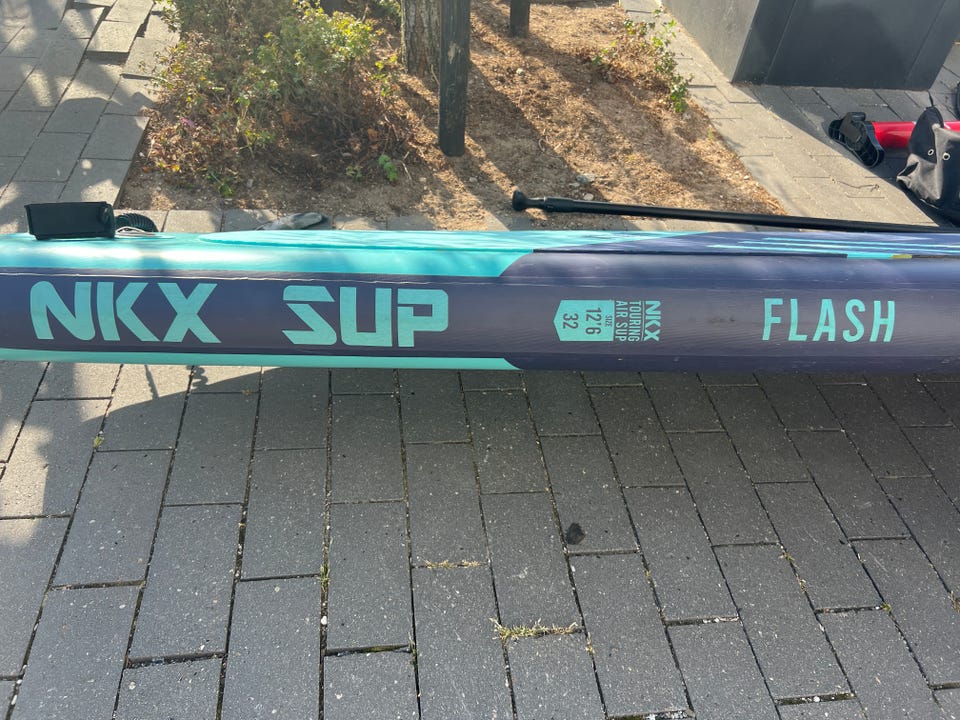 NKX SUP
NKX
TOURING
AIR SUP
SIZE
12'6
32
FLASH